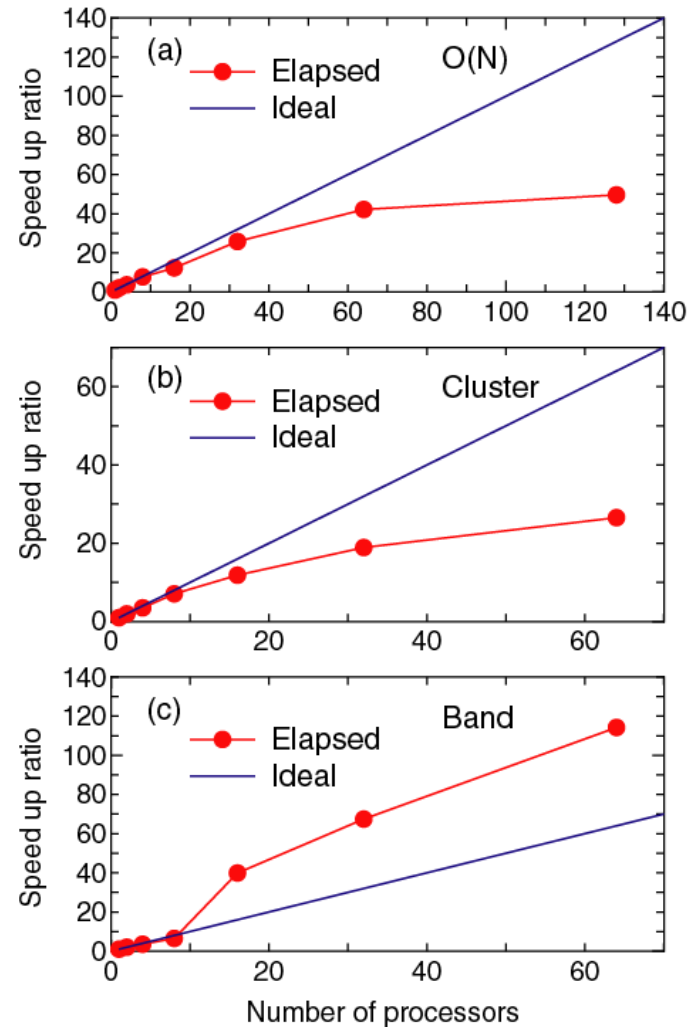 140
120
100
80
60
40
20
0
Speed up ratio
(a)
O(N)
Elapsed
Ideal
0 20 40 60 80 100 120 140
60
40
20
0
Speed up ratio
(b)
Cluster
Elapsed
Ideal
0 20 40 60
140
120
100
80
60
40
20
0
Speed up ratio
(c)
Band
Elapsed
Ideal
0 20 40 60
Number of processors